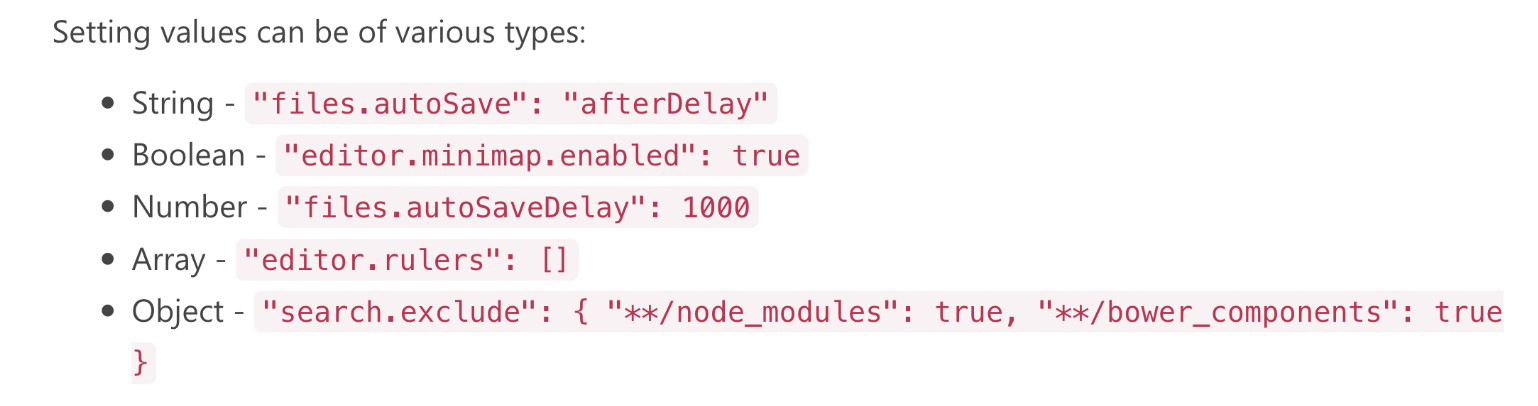 Setting values can be of various types:
• String - "files.autoSave": "afterDelay"
• Boolean - "editor.minimap.enabled": true
• Number - "files.autoSaveDelay": 1000
• Array - "editor.rulers": []
• Object - "search.exclude": { "**/node_modules": true, "**/bower_components": true
}